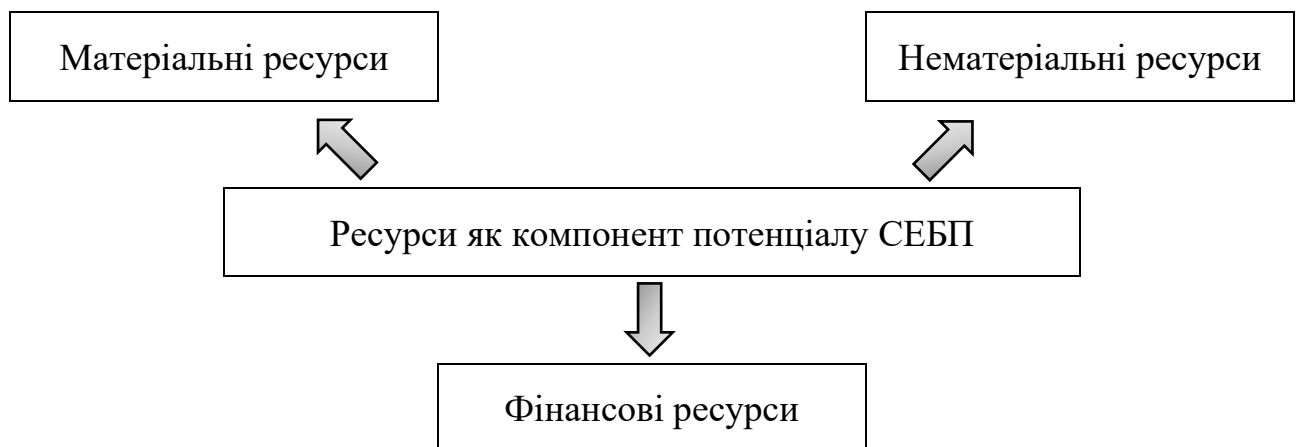 Матеріальні ресурси
Нематеріальні ресурси
Ресурси як компонент потенціалу СЕБП
Фінансові ресурси